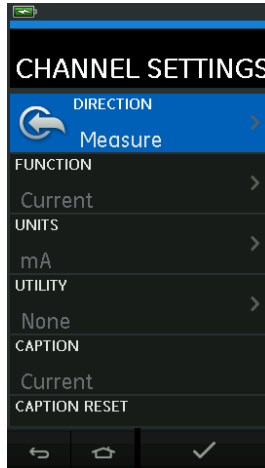 CHANNEL SETTINGS
DIRECTION
Measure
FUNCTION
Current
UNITS
mA
UTILITY
None
CAPTION
Current
CAPTION RESET